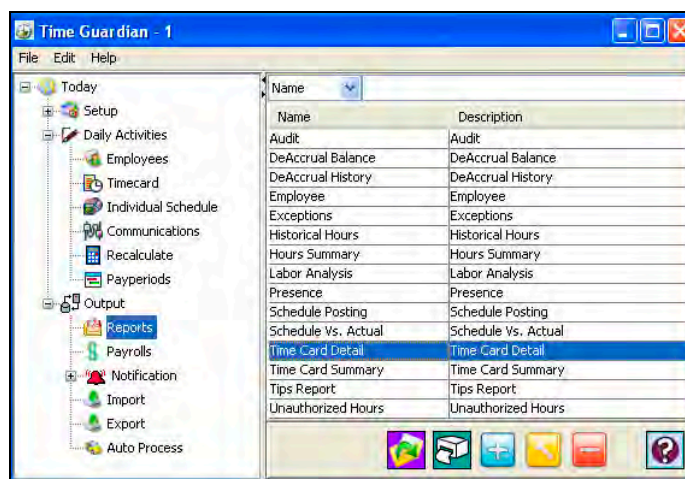 Time Guardian - 1
File Edit Help
Today
Setup
Daily Activities
Employees
Timecard
Individual Schedule
Communications
Recalculate
Payperiods
Output
Reports
Payrolls
Notification
Import
Export
Auto Process
Name
Name Description
Audit Audit
DeAccrual Balance DeAccrual Balance
DeAccrual History DeAccrual History
Employee Employee
Exceptions Exceptions
Historical Hours Historical Hours
Hours Summary Hours Summary
Labor Analysis Labor Analysis
Presence Presence
Schedule Posting Schedule Posting
Schedule Vs. Actual Schedule Vs. Actual
Time Card Detail Time Card Detail
Time Card Summary Time Card Summary
Tips Report Tips Report
Unauthorized Hours Unauthorized Hours